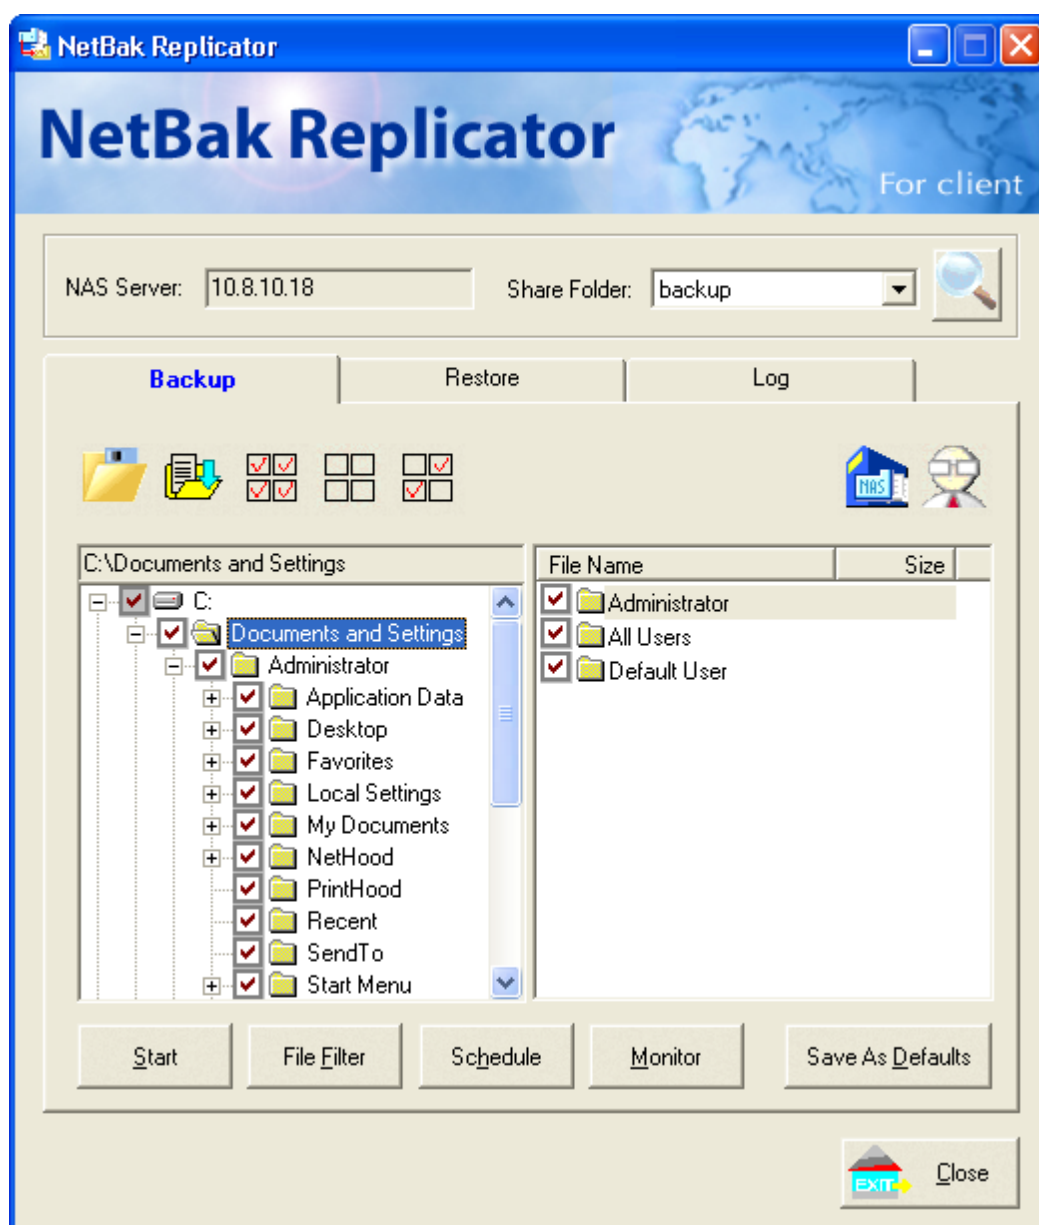 NetBak Replicator
NetBak Replicator
For client
NAS Server: 10.8.10.18 Share Folder: backup
Backup Restore Log
NAS
C:\Documents and Settings File Name Size
C: Administrator
Documents and Settings All Users
Administrator Default User
Application Data
Desktop
Favorites
Local Settings
My Documents
NetHood
PrintHood
Recent
SendTo
Start Menu
Start File Filter Schedule Monitor Save As Defaults
EXIT Close